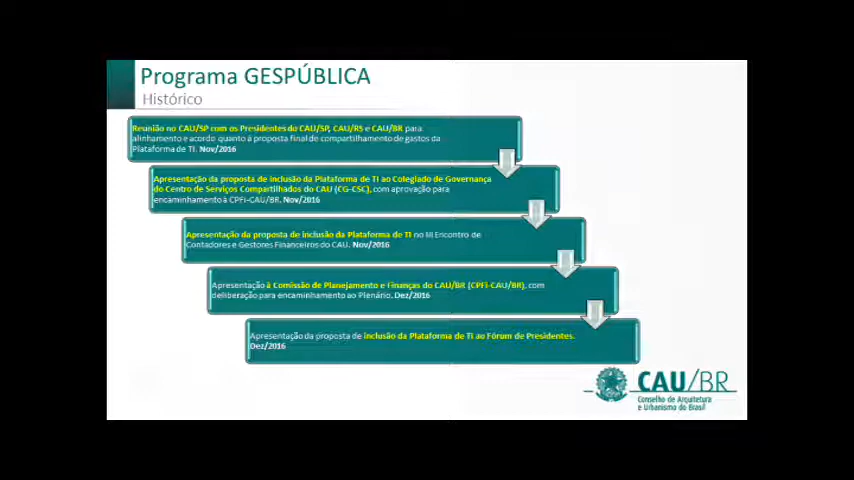 Programa GESPÚBLICA
Histórico
Reunião no CAU/SP com os Presidentes do CAU/SP, CAU/RS e CAU/BR para
alinhamento e acordo quanto à proposta final de compartilhamento de gastos da
Plataforma de TI. Nov/2016
Apresentação da proposta de inclusão da Plataforma de TI ao Colegiado de Governança
do Centro de Serviços Compartilhados do CAU (CG-CSC), com aprovação para
encaminhamento à CPFi-CAU/BR. Nov/2016
Apresentação da proposta de inclusão da Plataforma de TI no III Encontro de
Contadores e Gestores Financeiros do CAU. Nov/2016
Apresentação à Comissão de Planejamento e Finanças do CAU/BR (CPFi-CAU/BR), com
deliberação para encaminhamento ao Plenário. Dez/2016
Apresentação da proposta de inclusão da Plataforma de TI ao Fórum de Presidentes.
Dez/2016
CAU/BR
Conselho de Arquitetura
e Urbanismo do Brasil